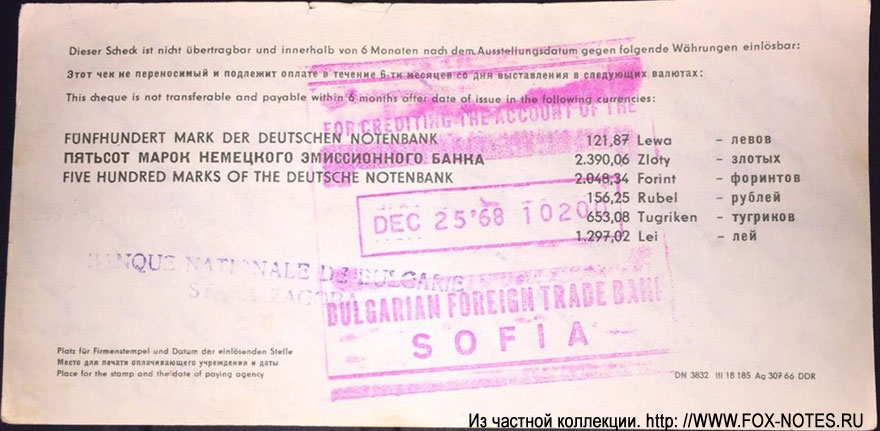 Dieser Scheck ist nicht übertragbar und innerhalb von 6 Monaten nach dem Ausstellungsdatum gegen folgende Währungen einlösbar:
Этот чек не переносимый и подлежит оплате в течение 6-ти месяцев со дня выставления в следующих валютах:
This cheque is not transferable and payable within 6 months after date of issue in the following currencies:
FOR CREDITING THE ACCOUNT OF THE
FÜNFHUNDERT MARK DER DEUTSCHEN NOTENBANK 121,87 Lewa – левов
ПЯТЬСОТ МАРОК НЕМЕЦКОГО ЭМИССИОННОГО БАНКА 2.390,06 Zloty – злотых
FIVE HUNDRED MARKS OF THE DEUTSCHE NOTENBANK 2.048,34 Forint – форинтов
156,25 Rubel – рублей
653,08 Tugriken – тугриков
1.297,02 Lei – лей
DEC 25'68 10200
BANQUE NATIONALE DE BULGARIE
STARA ZAGORA
BULGARIAN FOREIGN TRADE BANK
SOFIA
Platz für Firmenstempel und Datum der einlösenden Stelle
Место для печати оплачивающего учреждения и даты
Place for the stamp and the date of paying agency
DN 3832 III 18 185 Ag 307 66 DDR
Из частной коллекции. http: //WWW.FOX-NOTES.RU